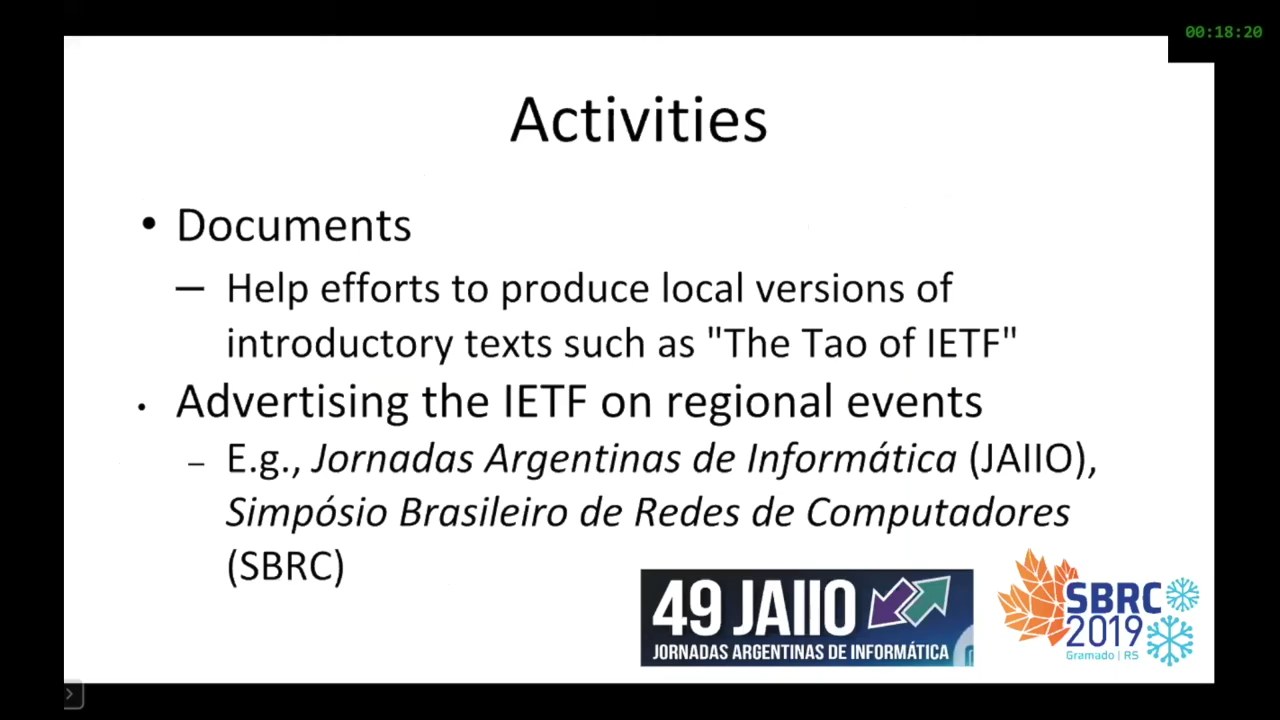 00:18:20
Activities
• Documents
– Help efforts to produce local versions of
introductory texts such as "The Tao of IETF"
• Advertising the IETF on regional events
– E.g., Jornadas Argentinas de Informática (JAIIO),
Simpósio Brasileiro de Redes de Computadores
(SBRC)
49 JAIIO
JORNADAS ARGENTINAS DE INFORMÁTICA
SBRC
2019
Gramado | RS